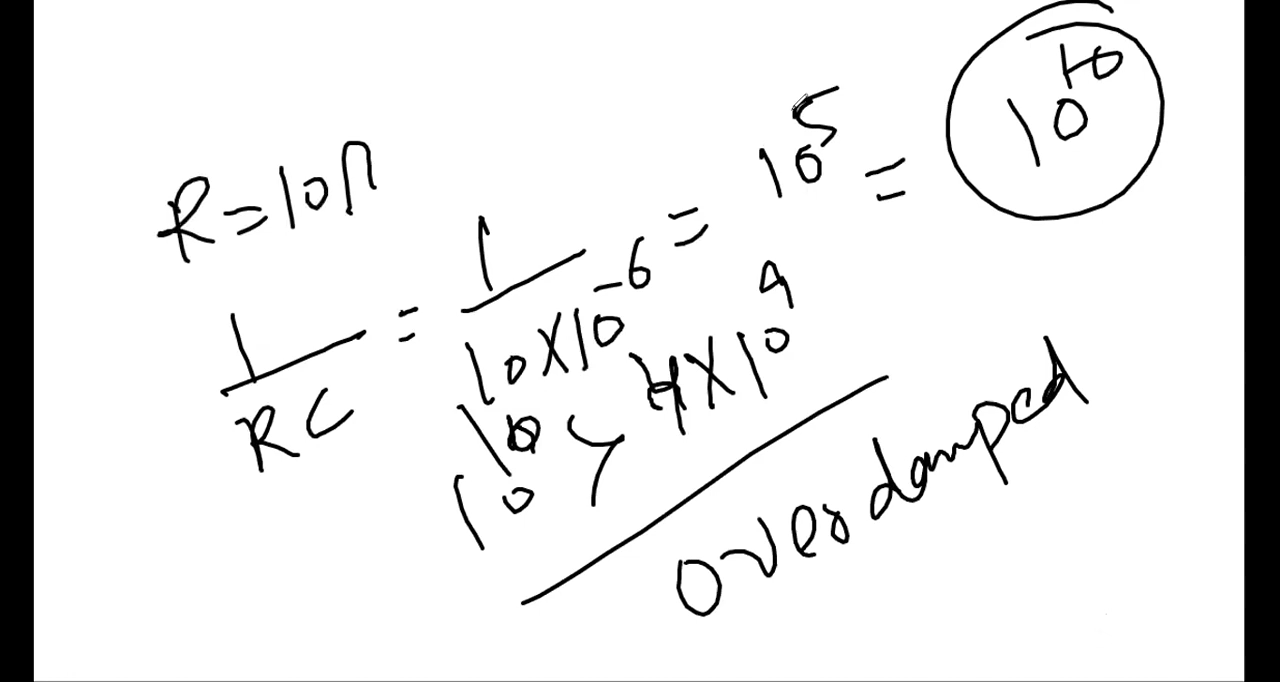 R=10Ω
1/RC = 1/10×10⁻⁶ = 10⁵ = 10¹⁰
10¹⁰ > 4×10⁹
overdamped